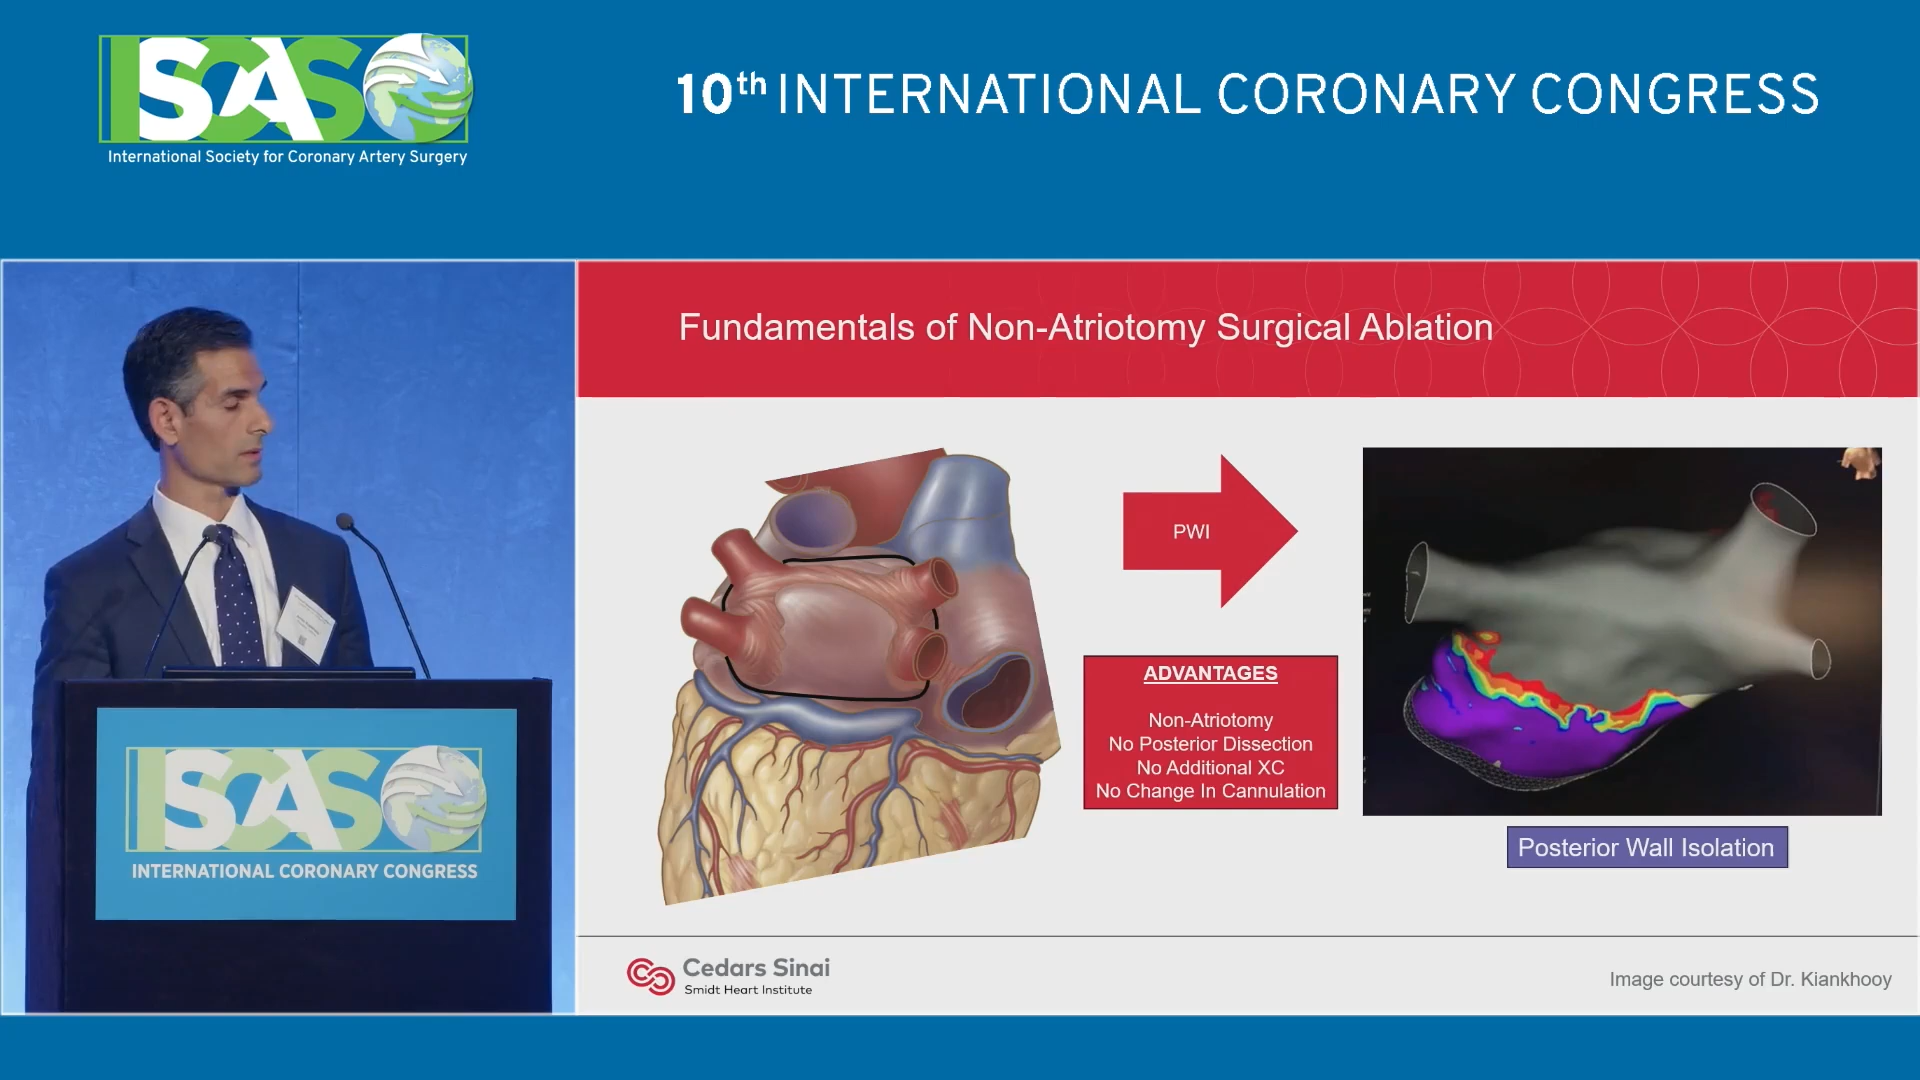 ISCAS
International Society for Coronary Artery Surgery
10th INTERNATIONAL CORONARY CONGRESS
Fundamentals of Non-Atriotomy Surgical Ablation
PWI
ADVANTAGES
Non-Atriotomy
No Posterior Dissection
No Additional XC
No Change In Cannulation
Posterior Wall Isolation
ISCAS
INTERNATIONAL CORONARY CONGRESS
Cedars Sinai
Smidt Heart Institute
Image courtesy of Dr. Kiankhooy